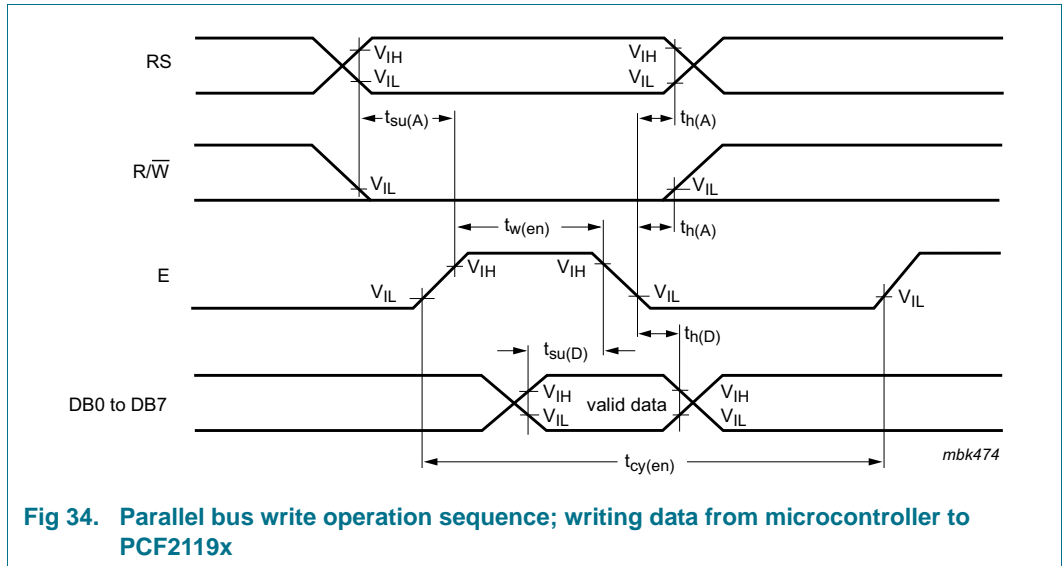 RS
VIH
VIL
VIH
VIL
tsu(A)
th(A)
R/W̅
VIL
VIL
tw(en)
th(A)
E
VIH
VIH
VIL
VIL
VIL
tsu(D)
th(D)
DB0 to DB7
VIH
VIL
valid data
VIH
VIL
tcy(en)
mbk474
Fig 34. Parallel bus write operation sequence; writing data from microcontroller to
PCF2119x